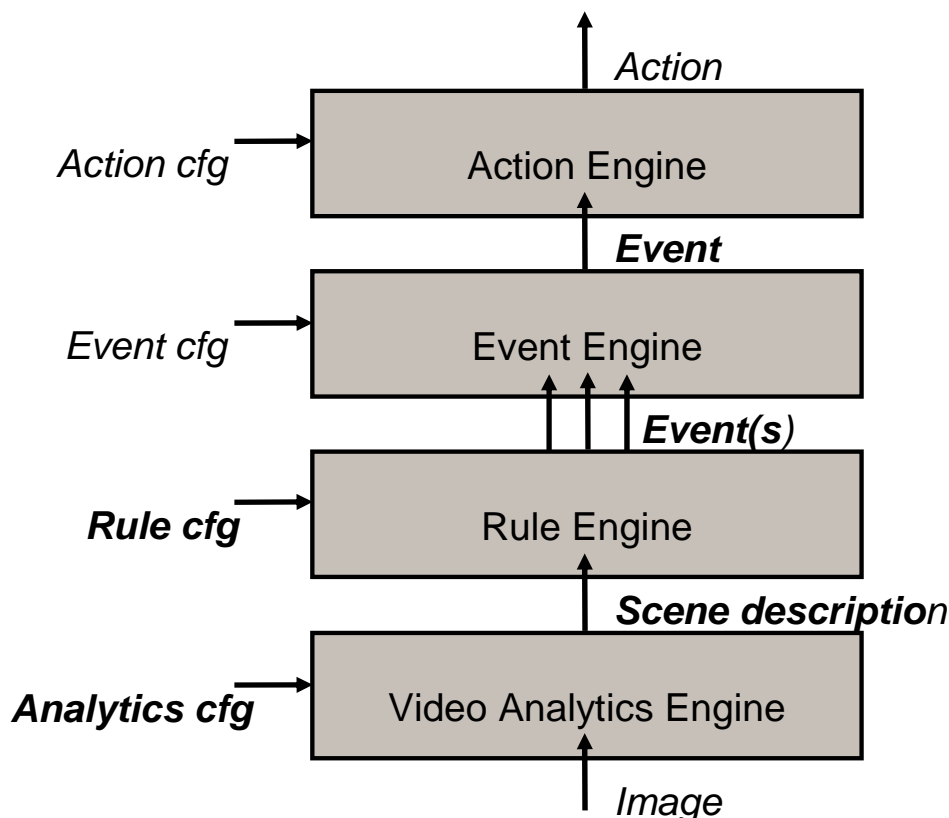 Action
Action cfg
Action Engine
Event
Event cfg
Event Engine
Event(s)
Rule cfg
Rule Engine
Scene description
Analytics cfg
Video Analytics Engine
Image